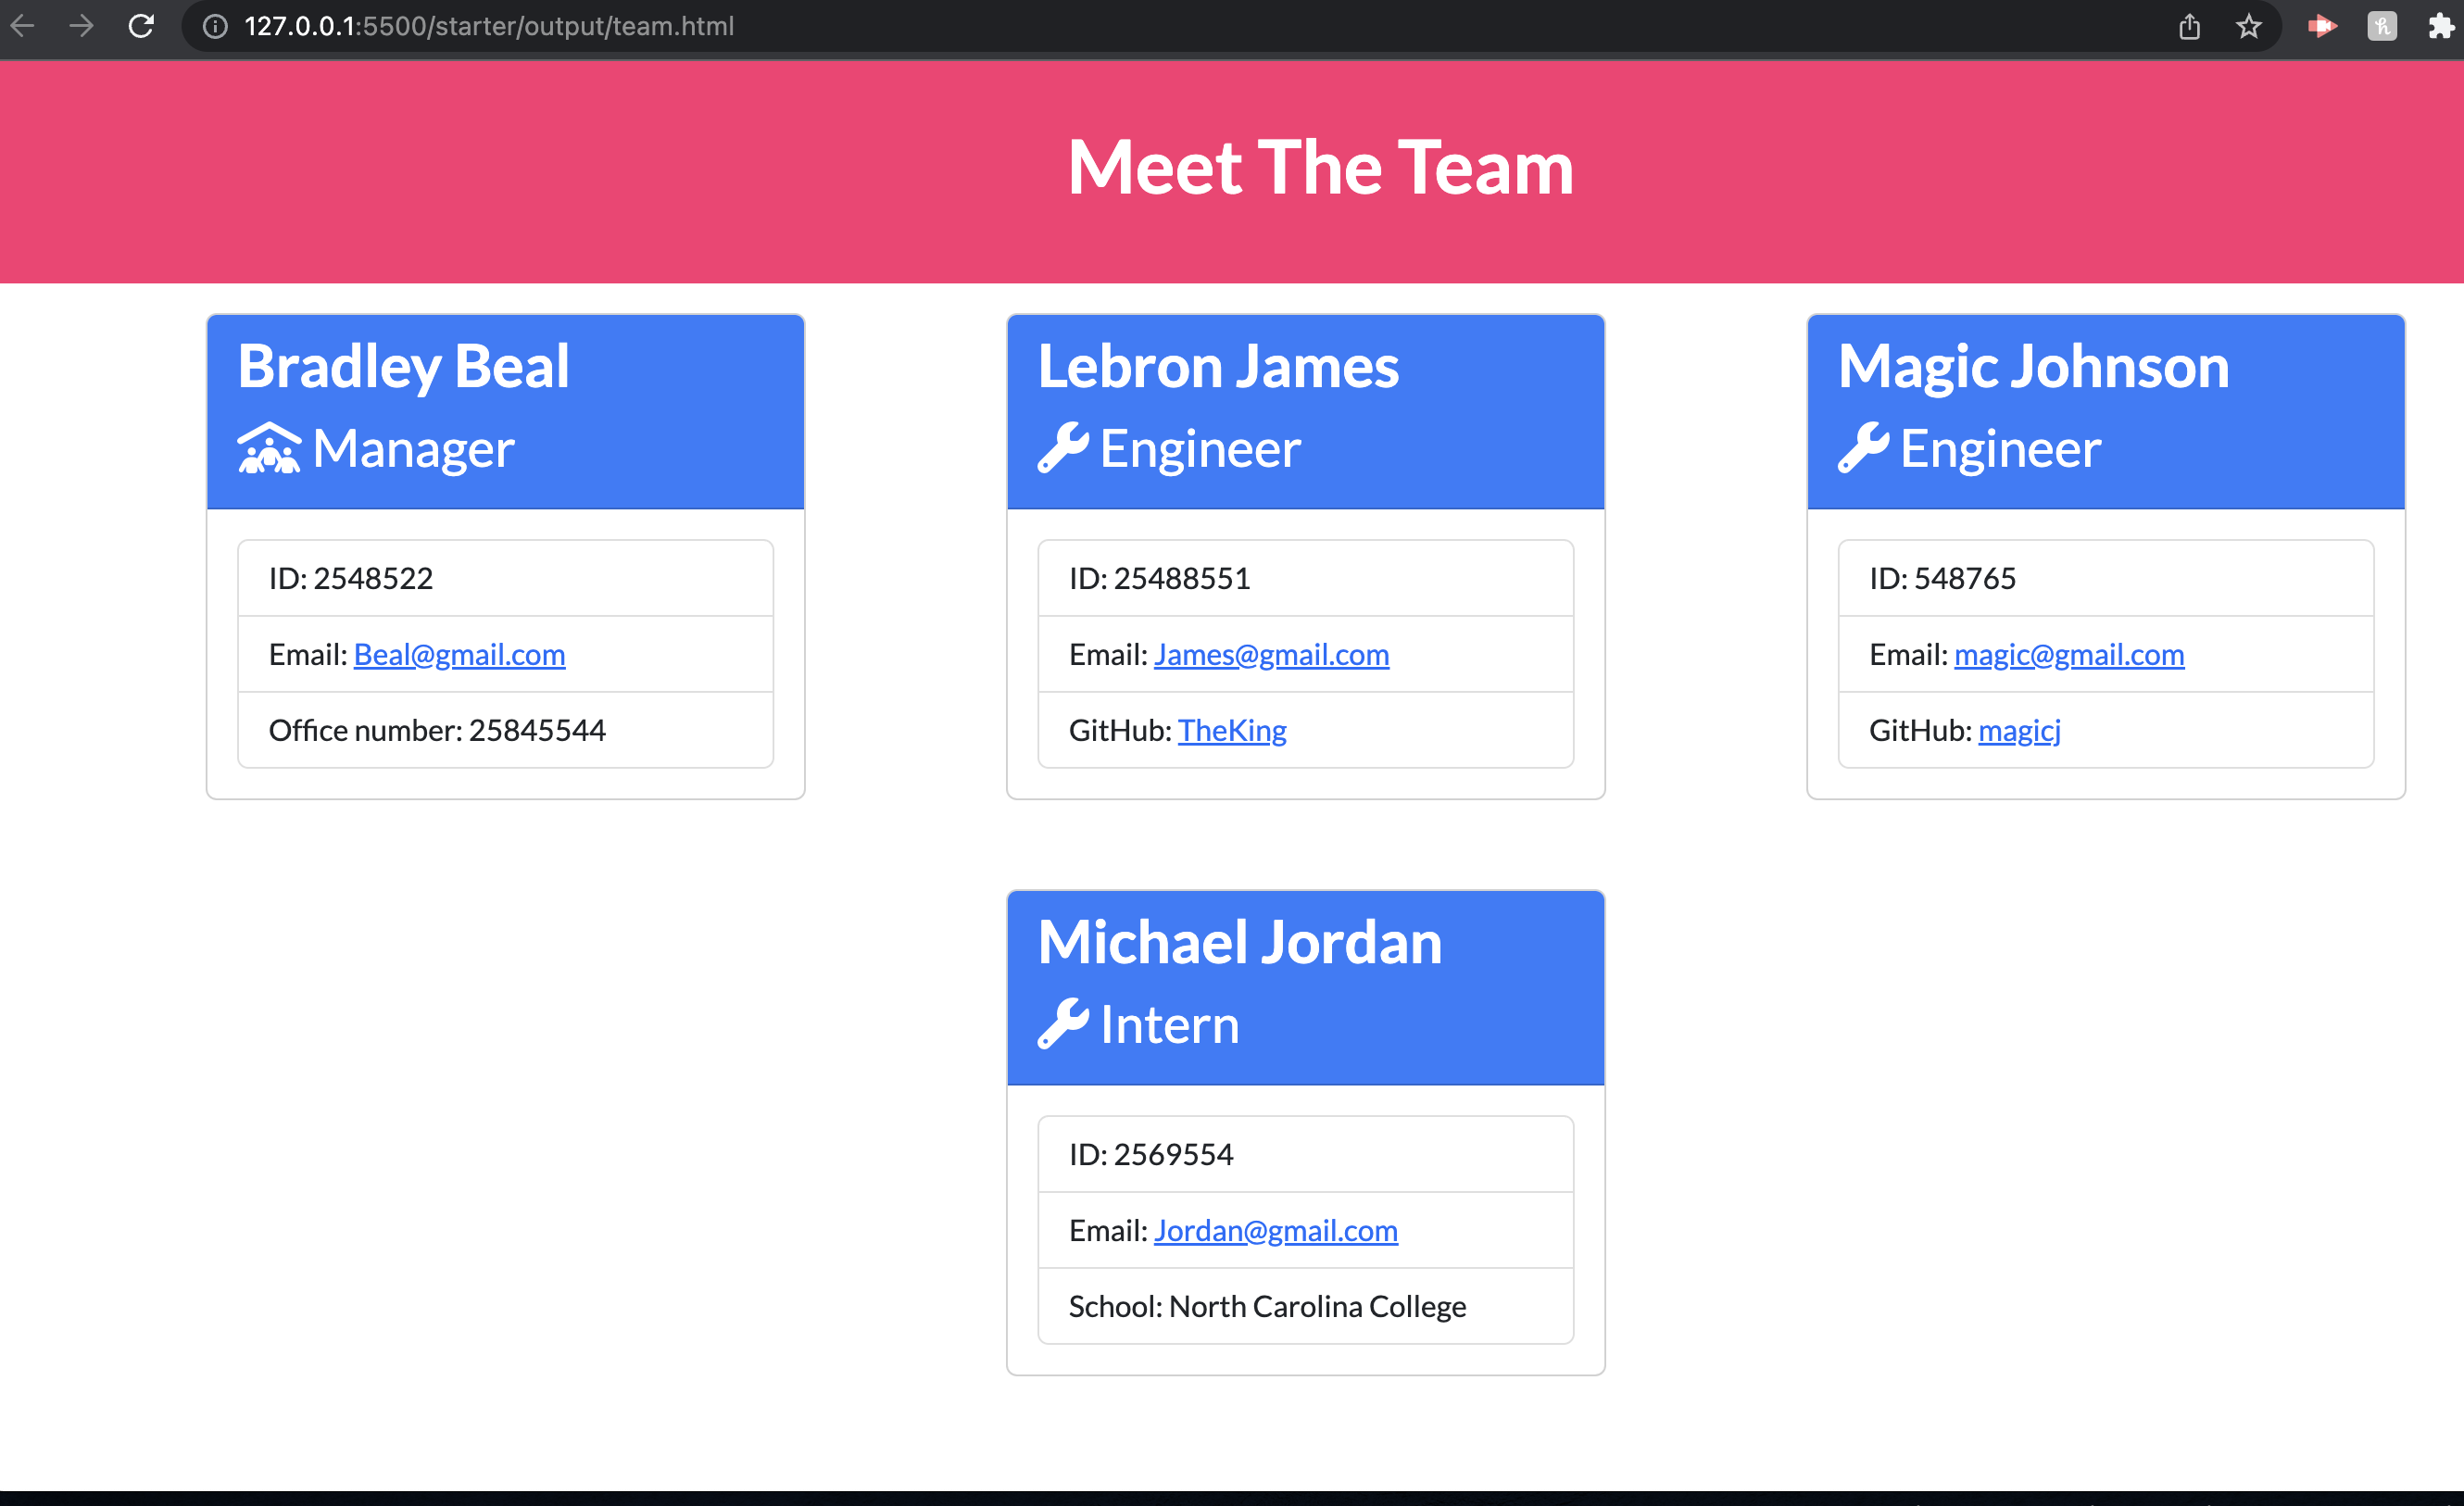 127.0.0.1:5500/starter/output/team.html
Meet The Team
Bradley Beal
Manager
ID: 2548522
Email: Beal@gmail.com
Office number: 25845544
Lebron James
Engineer
ID: 25488551
Email: James@gmail.com
GitHub: TheKing
Magic Johnson
Engineer
ID: 548765
Email: magic@gmail.com
GitHub: magicj
Michael Jordan
Intern
ID: 2569554
Email: Jordan@gmail.com
School: North Carolina College